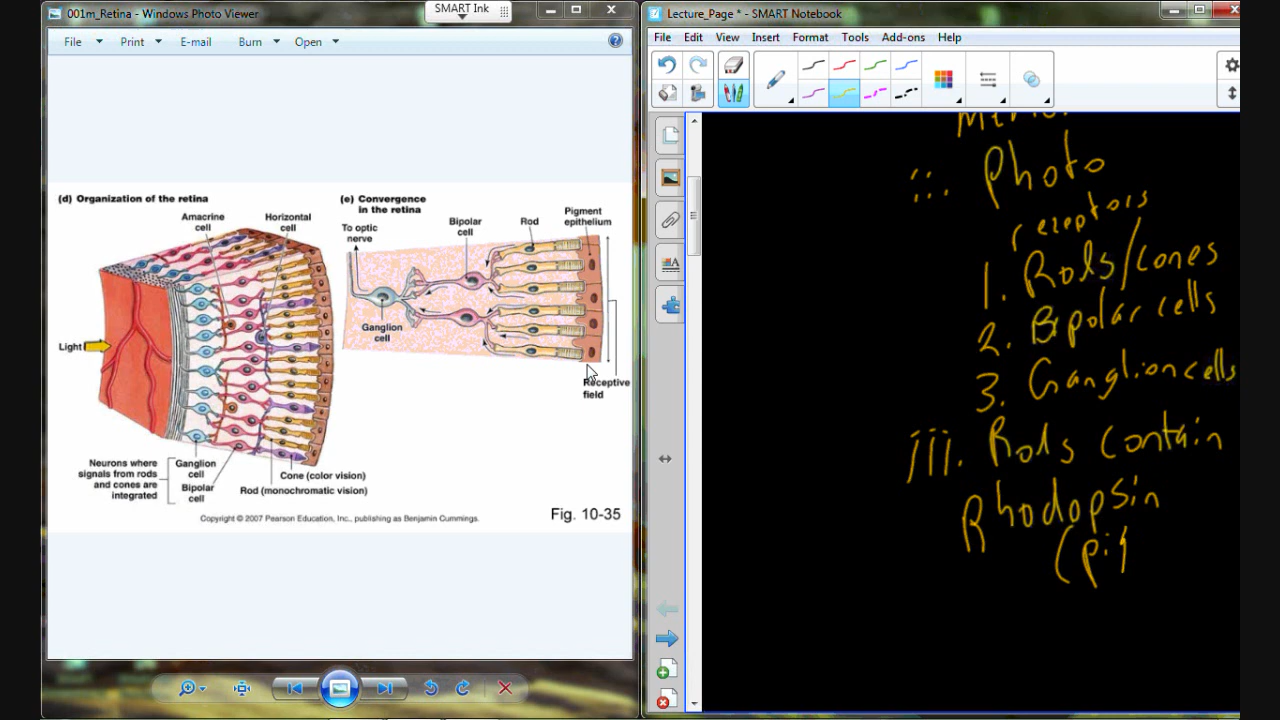 001m_Retina - Windows Photo Viewer
SMART Ink
File Print E-mail Burn Open
(d) Organization of the retina
Amacrine
cell
Horizontal
cell
Light
Neurons where
signals from rods
and cones are
integrated
Ganglion
cell
Bipolar
cell
Cone (color vision)
Rod (monochromatic vision)
(e) Convergence
in the retina
To optic
nerve
Bipolar
cell
Rod
Pigment
epithelium
Ganglion
cell
Receptive
field
Copyright © 2007 Pearson Education, Inc., publishing as Benjamin Cummings.
Fig. 10-35
Lecture_Page * - SMART Notebook
File Edit View Insert Format Tools Add-ons Help
ii. Photo
receptors
1. Rods/cones
2. Bipolar cells
3. Ganglion cells
iii. Rods contain
Rhodopsin
(pig